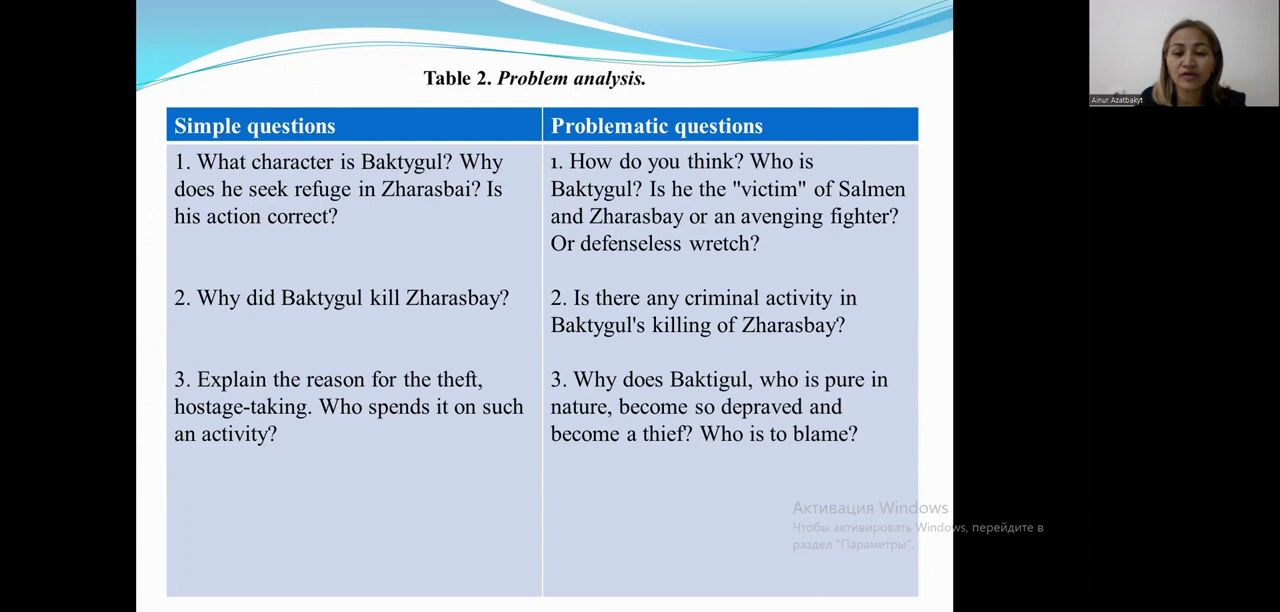 Table 2. Problem analysis.
Simple questions
1. What character is Baktygul? Why
does he seek refuge in Zharasbai? Is
his action correct?
2. Why did Baktygul kill Zharasbay?
3. Explain the reason for the theft,
hostage-taking. Who spends it on such
an activity?
Problematic questions
1. How do you think? Who is
Baktygul? Is he the "victim" of Salmen
and Zharasbay or an avenging fighter?
Or defenseless wretch?
2. Is there any criminal activity in
Baktygul's killing of Zharasbay?
3. Why does Baktigul, who is pure in
nature, become so depraved and
become a thief? Who is to blame?
Активация Windows
Чтобы активировать Windows, перейдите в
раздел "Параметры".
Ainur Azatbakyt